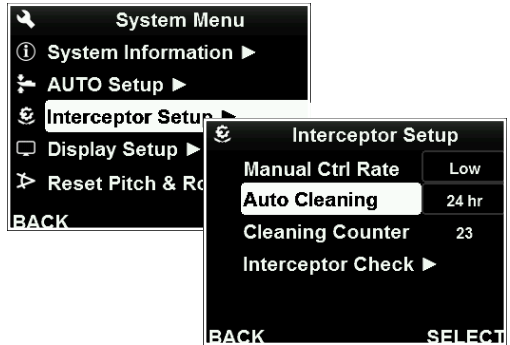 System Menu
System Information ▶
AUTO Setup ▶
Interceptor Setup ▶
Display Setup ▶
Reset Pitch &
BACK
Interceptor Setup
Manual Ctrl Rate Low
Auto Cleaning 24 hr
Cleaning Counter 23
Interceptor Check ▶
BACK SELECT